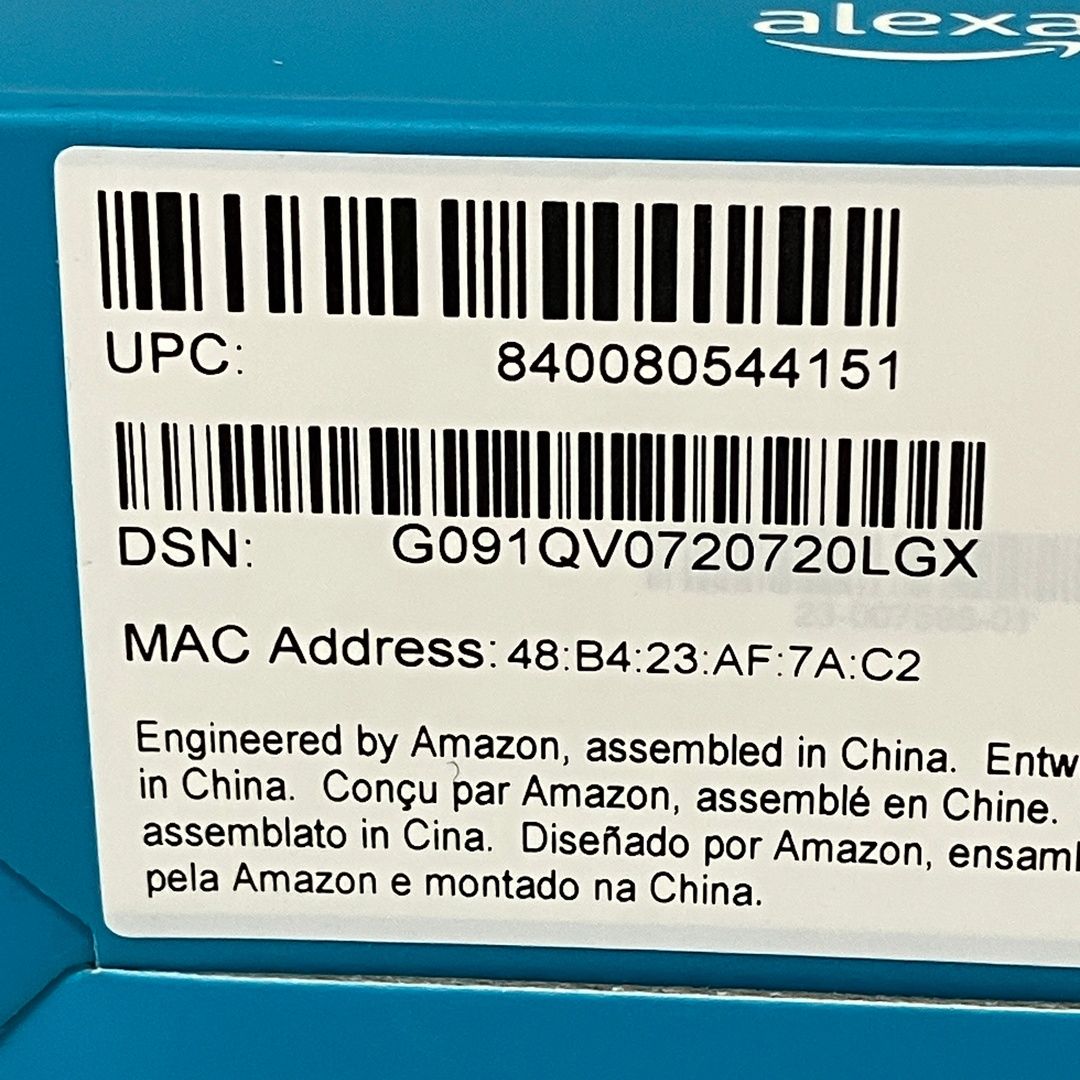 alexa
UPC: 840080544151
DSN: G091QV0720720LGX
MAC Address: 48:B4:23:AF:7A:C2
Engineered by Amazon, assembled in China. Entw
in China. Conçu par Amazon, assemblé en Chine.
assemblato in Cina. Diseñado por Amazon, ensaml
pela Amazon e montado na China.